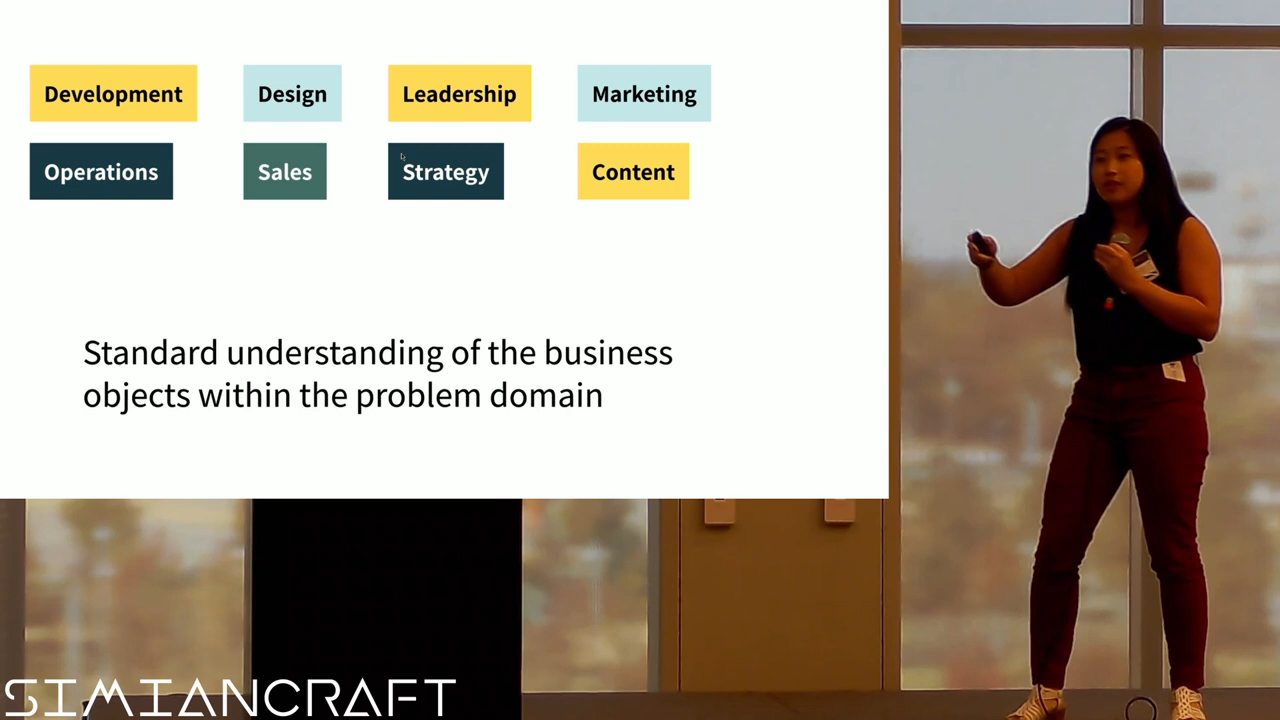 Development Design Leadership Marketing
Operations Sales Strategy Content
Standard understanding of the business
objects within the problem domain
SIMIANCRAFT